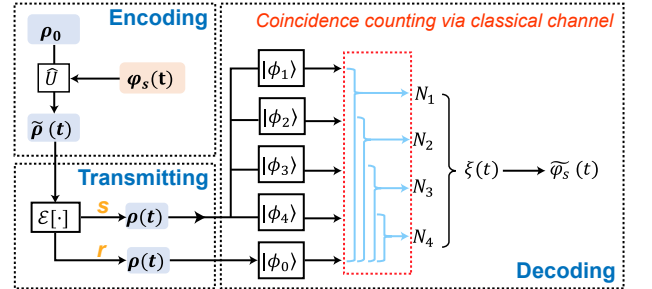 Encoding
ρ₀
Û
φₛ(t)
ρ̃ (t)
Transmitting
ℰ[·]
s
ρ(t)
r
ρ(t)
Coincidence counting via classical channel
|ϕ₁⟩
|ϕ₂⟩
|ϕ₃⟩
|ϕ₄⟩
|ϕ₀⟩
N₁
N₂
N₃
N₄
ξ(t)
φ̃ₛ (t)
Decoding